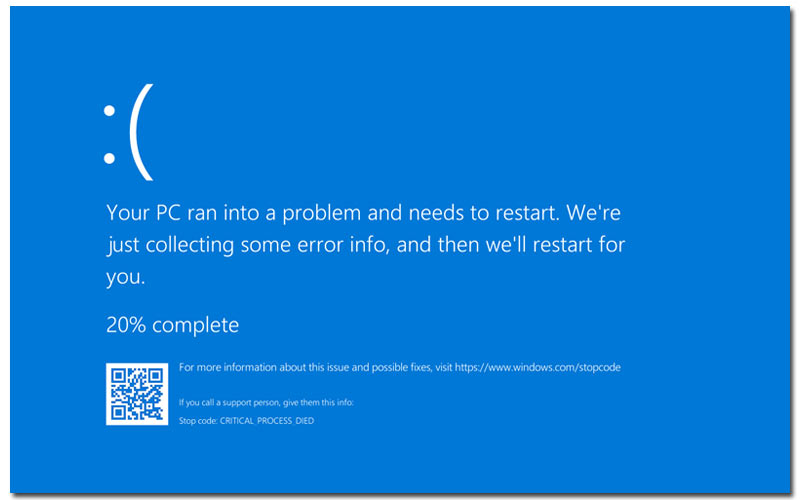 :(
Your PC ran into a problem and needs to restart. We're
just collecting some error info, and then we'll restart for
you.
20% complete
For more information about this issue and possible fixes, visit https://www.windows.com/stopcode
If you call a support person, give them this info:
Stop code: CRITICAL_PROCESS_DIED